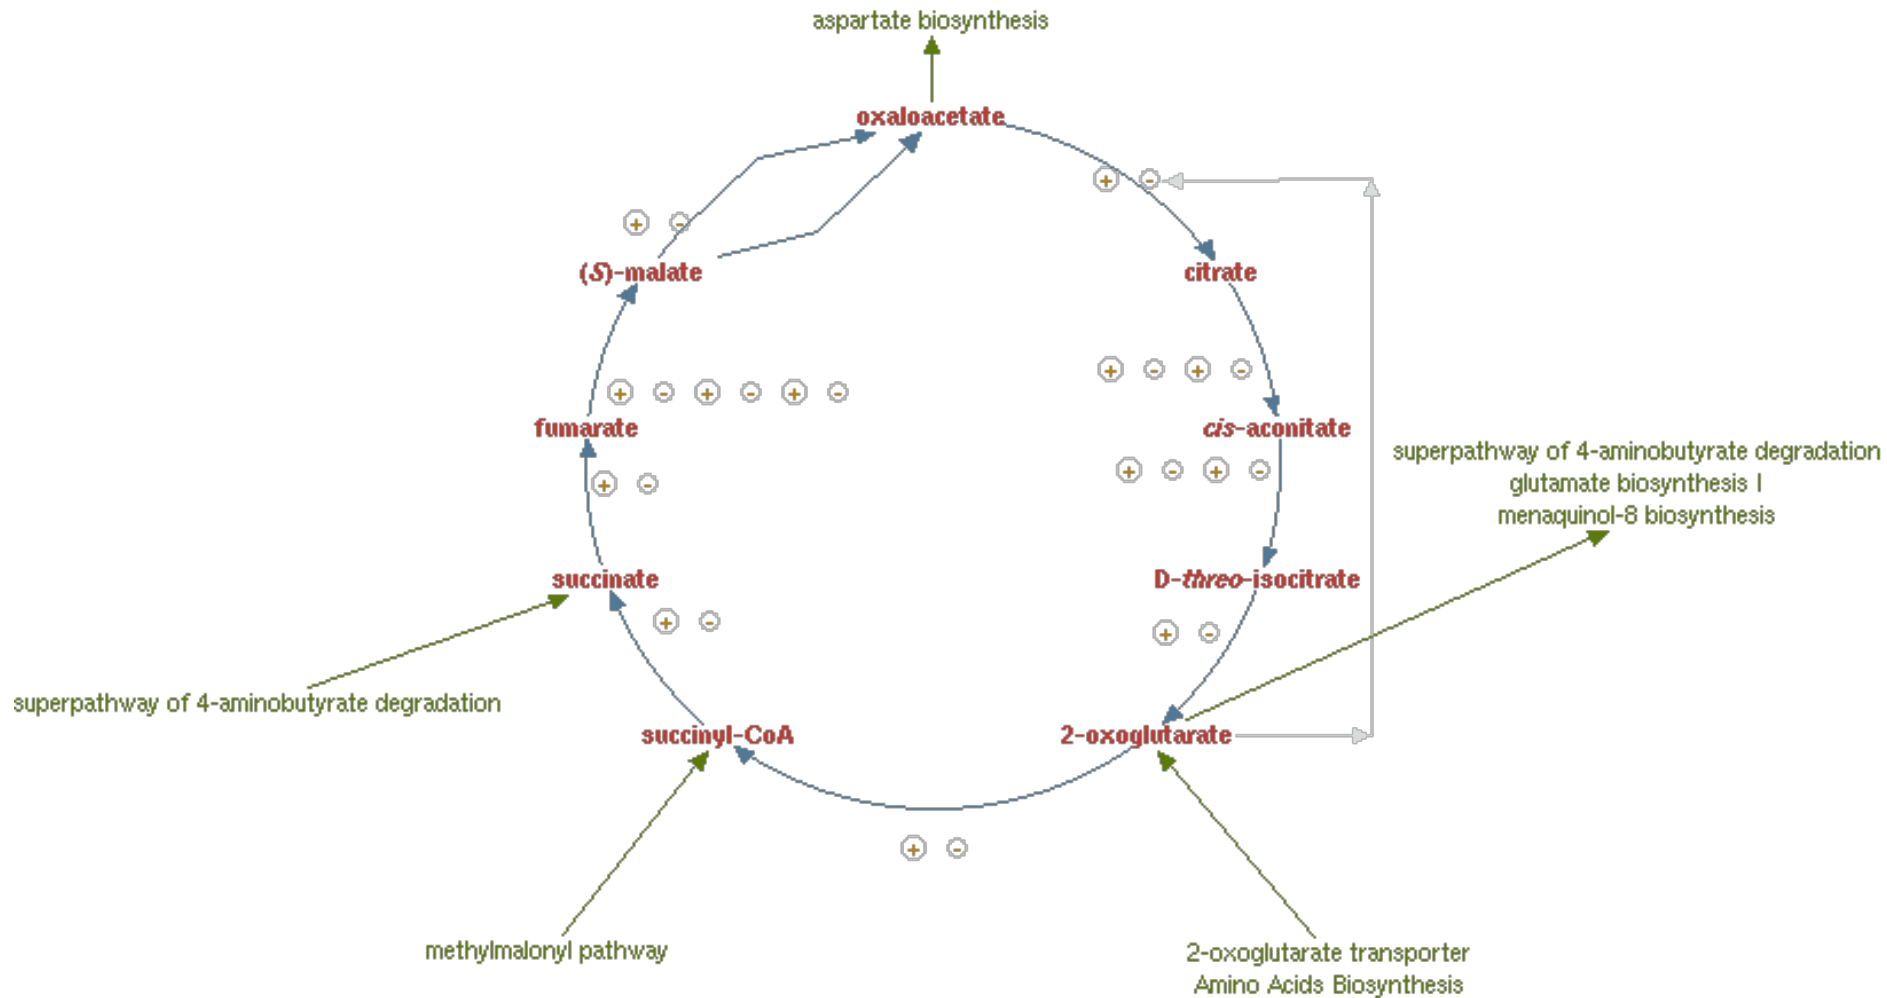 aspartate biosynthesis
oxaloacetate
+ -
+ -
(S)-malate
citrate
+ - + -
+ - + - + -
fumarate
cis-aconitate
superpathway of 4-aminobutyrate degradation
glutamate biosynthesis I
menaquinol-8 biosynthesis
+ - + -
+ -
succinate
D-threo-isocitrate
+ -
+ -
superpathway of 4-aminobutyrate degradation
succinyl-CoA
2-oxoglutarate
+ -
methylmalonyl pathway
2-oxoglutarate transporter
Amino Acids Biosynthesis